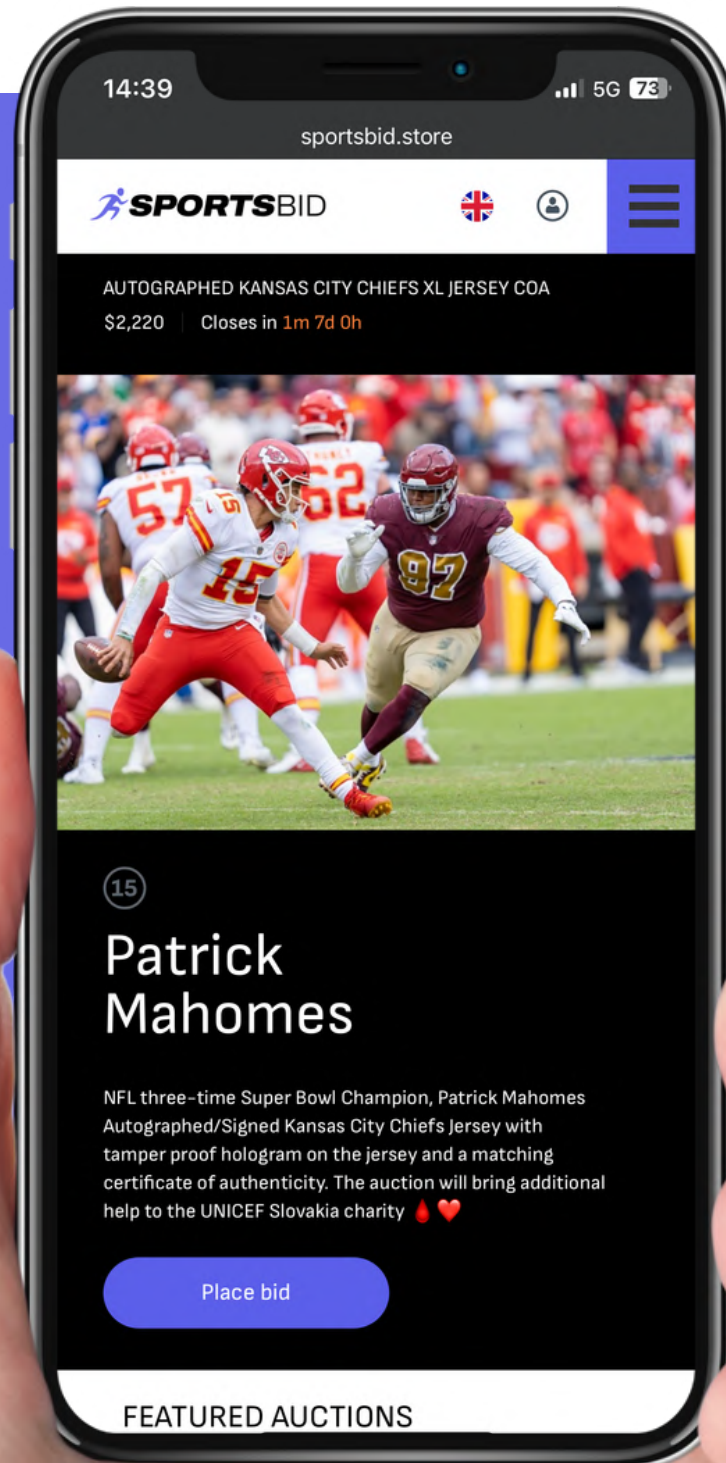 14:39
5G 73
sportsbid.store
SPORTSBID
AUTOGRAPHED KANSAS CITY CHIEFS XL JERSEY COA
$2,220 Closes in 1m 7d 0h
57
62
15
15
97
15
Patrick
Mahomes
NFL three-time Super Bowl Champion, Patrick Mahomes
Autographed/Signed Kansas City Chiefs Jersey with
tamper proof hologram on the jersey and a matching
certificate of authenticity. The auction will bring additional
help to the UNICEF Slovakia charity 🩸❤️
Place bid
FEATURED AUCTIONS